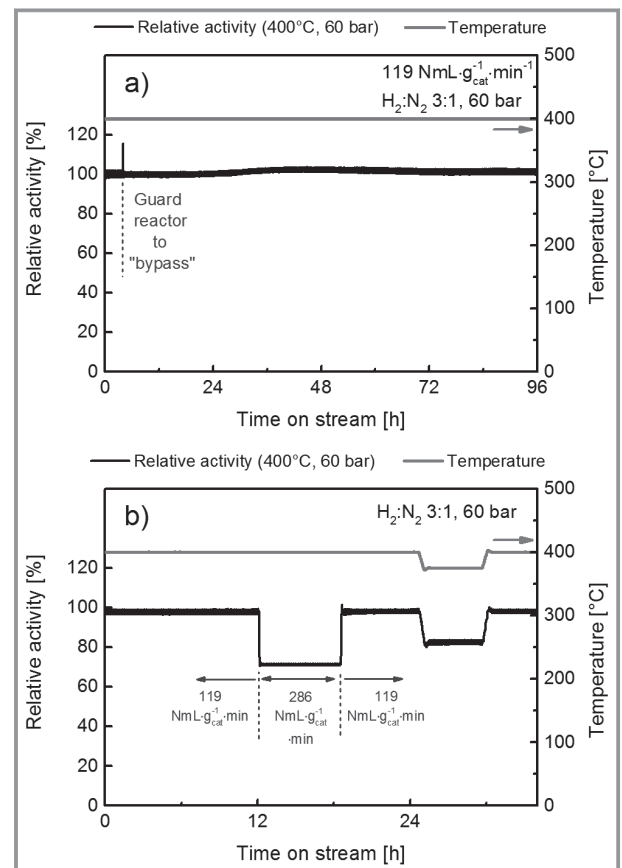 Relative activity (400°C, 60 bar) Temperature
a)
119 NmL·g⁻¹cat·min⁻¹
H₂:N₂ 3:1, 60 bar
500
400
300
200
100
0
Temperature [°C]
120
100
80
60
40
20
0
Relative activity [%]
Guard
reactor
to
"bypass"
0 24 48 72 96
Time on stream [h]
Relative activity (400°C, 60 bar) Temperature
b)
H₂:N₂ 3:1, 60 bar
500
400
300
200
100
0
Temperature [°C]
120
100
80
60
40
20
0
Relative activity [%]
119
NmL·g⁻¹cat·min
286
NmL·g⁻¹cat
·min
119
NmL·g⁻¹cat·min
0 12 24
Time on stream [h]